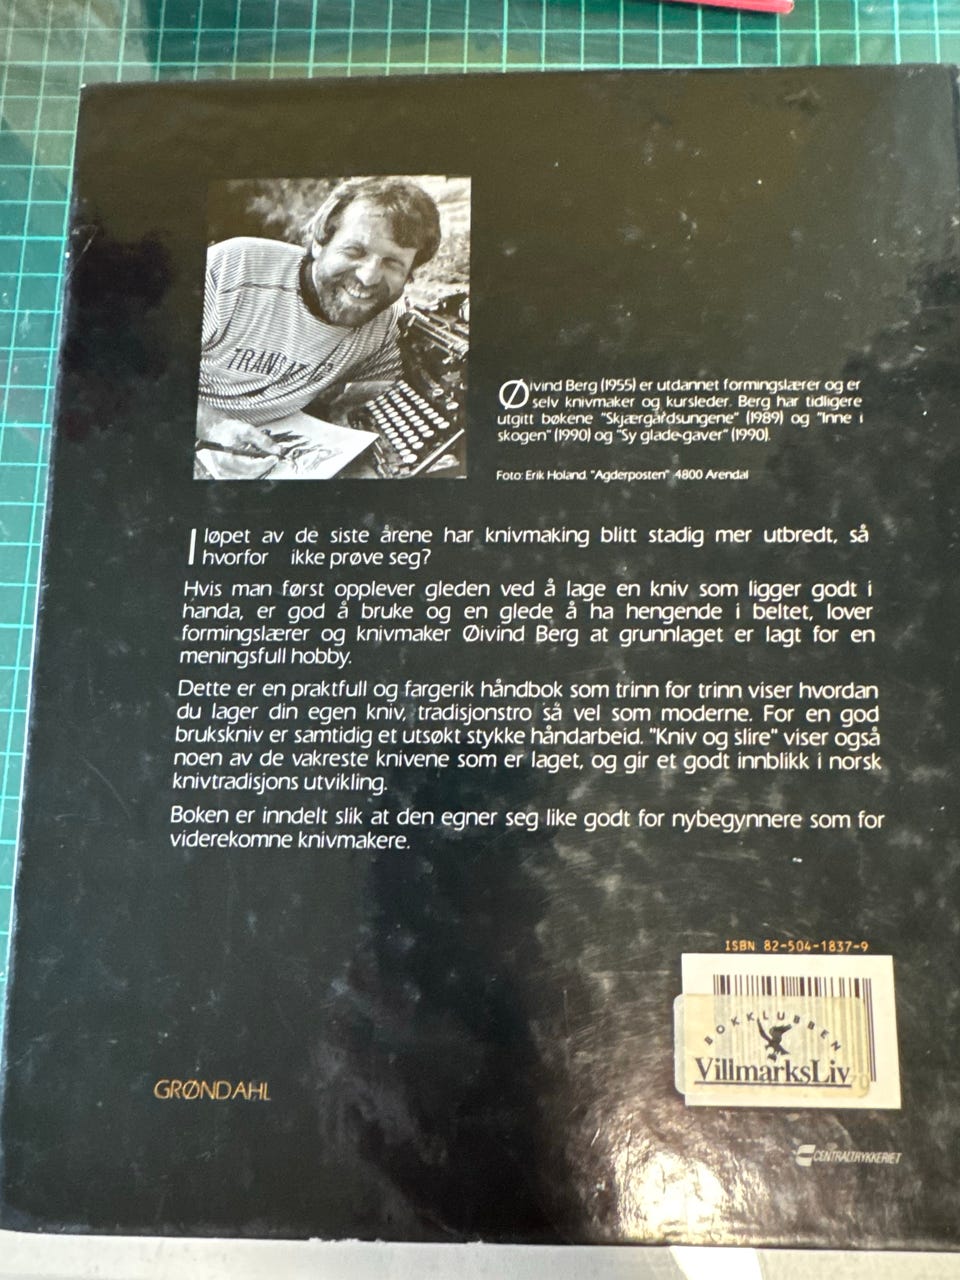 TRAN
Øivind Berg (1955) er utdannet formingslærer og er
selv knivmaker og kursleder. Berg har tidligere
utgitt bøkene "Skjærgårdsungene" (1989) og "Inne i
skogen" (1990) og "Sy glade-gaver" (1990).
Foto: Erik Holand. "Agderposten" 4800 Arendal
I løpet av de siste årene har knivmaking blitt stadig mer utbredt, så
hvorfor ikke prøve seg?
Hvis man først opplever gleden ved å lage en kniv som ligger godt i
handa, er god å bruke og en glede å ha hengende i beltet, lover
formingslærer og knivmaker Øivind Berg at grunnlaget er lagt for en
meningsfull hobby.
Dette er en praktfull og fargerik håndbok som trinn for trinn viser hvordan
du lager din egen kniv, tradisjonstro så vel som moderne. For en god
brukskniv er samtidig et utsøkt stykke håndarbeid. "Kniv og slire" viser også
noen av de vakreste knivene som er laget, og gir et godt innblikk i norsk
knivtradisjons utvikling.
Boken er inndelt slik at den egner seg like godt for nybegynnere som for
viderekomne knivmakere.
ISBN 82-504-1837-9
BOKKLUBBEN
VillmarksLiv
GRØNDAHL
CENTRALTRYKKERIET